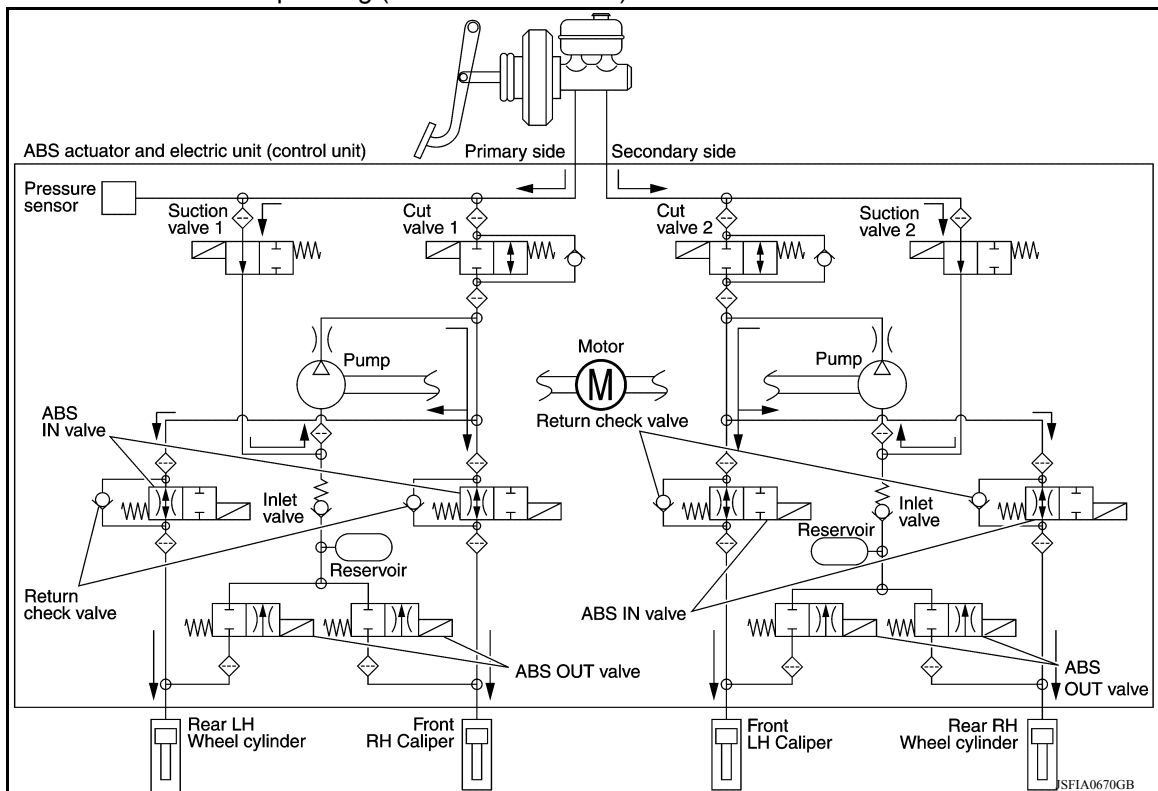 ABS actuator and electric unit (control unit)
Primary side
Secondary side
Pressure
sensor
Suction
valve 1
Cut
valve 1
Cut
valve 2
Suction
valve 2
Pump
Motor
M
Pump
ABS
IN valve
Return check valve
Inlet
valve
Inlet
valve
Reservoir
Reservoir
Return
check valve
ABS IN valve
ABS OUT valve
ABS
OUT valve
Rear LH
Wheel cylinder
Front
RH Caliper
Front
LH Caliper
Rear RH
Wheel cylinder
JSFIA0670GB